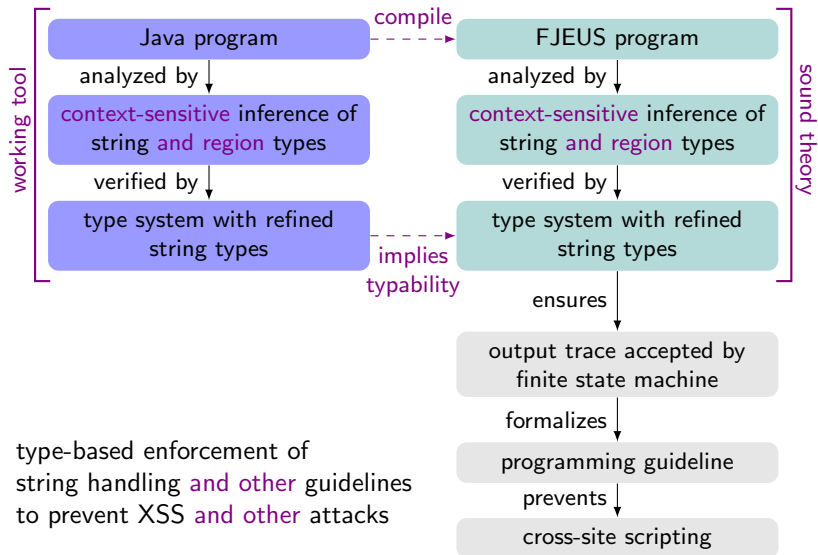 compile
Java program
FJEUS program
analyzed by
analyzed by
context-sensitive inference of
string and region types
context-sensitive inference of
string and region types
working tool
sound theory
verified by
verified by
type system with refined
string types
type system with refined
string types
implies
typability
ensures
output trace accepted by
finite state machine
formalizes
type-based enforcement of
string handling and other guidelines
to prevent XSS and other attacks
programming guideline
prevents
cross-site scripting